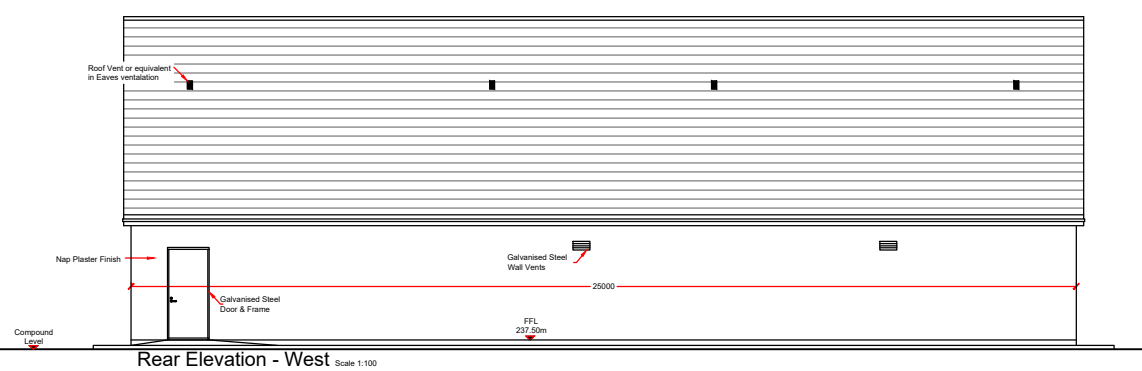 Roof Vent or equivalent
in Eaves ventalation
Nap Plaster Finish
Galvanised Steel
Wall Vents
25000
Galvanised Steel
Door & Frame
FFL
237.50m
Compound
Level
Rear Elevation - West Scale 1:100